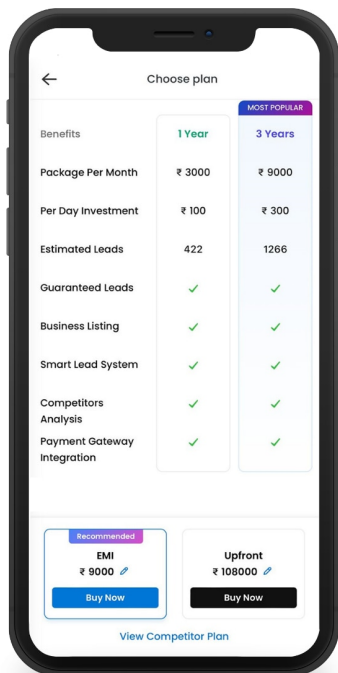 Choose plan
MOST POPULAR
Benefits 1 Year 3 Years
Package Per Month ₹ 3000 ₹ 9000
Per Day Investment ₹ 100 ₹ 300
Estimated Leads 422 1266
Guaranteed Leads ✓ ✓
Business Listing ✓ ✓
Smart Lead System ✓ ✓
Competitors
Analysis ✓ ✓
Payment Gateway
Integration ✓ ✓
Recommended
EMI
₹ 9000
Buy Now
Upfront
₹ 108000
Buy Now
View Competitor Plan